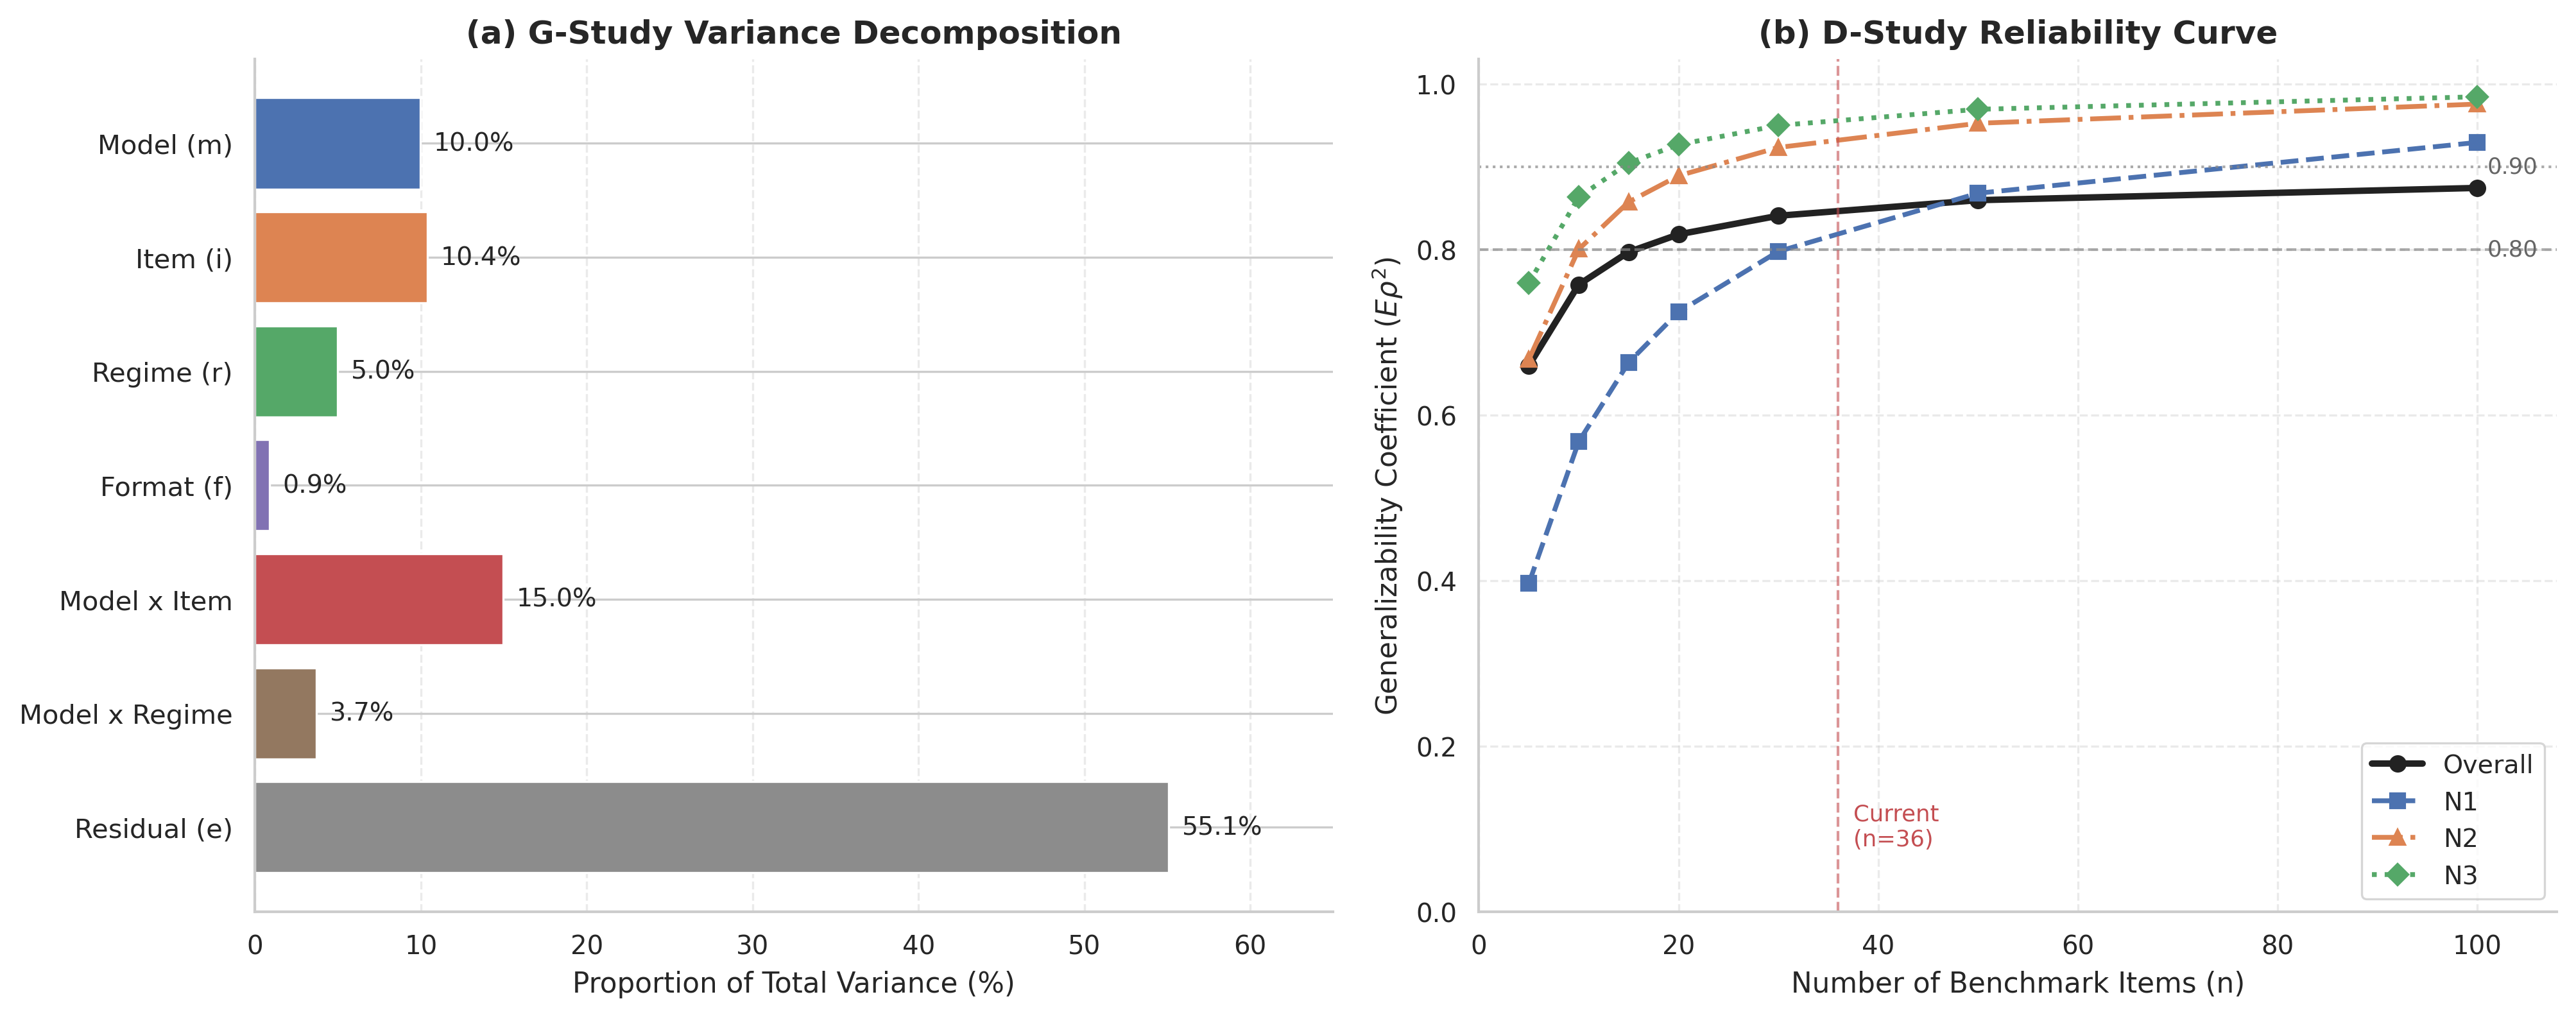 (a) G-Study Variance Decomposition
Model (m)
10.0%
Item (i)
10.4%
Regime (r)
5.0%
Format (f)
0.9%
Model x Item
15.0%
Model x Regime
3.7%
Residual (e)
55.1%
0 10 20 30 40 50 60
Proportion of Total Variance (%)
(b) D-Study Reliability Curve
Generalizability Coefficient (Eρ²)
1.0
0.8
0.6
0.4
0.2
0.0
0.90
0.80
Current
(n=36)
Overall
N1
N2
N3
0 20 40 60 80 100
Number of Benchmark Items (n)